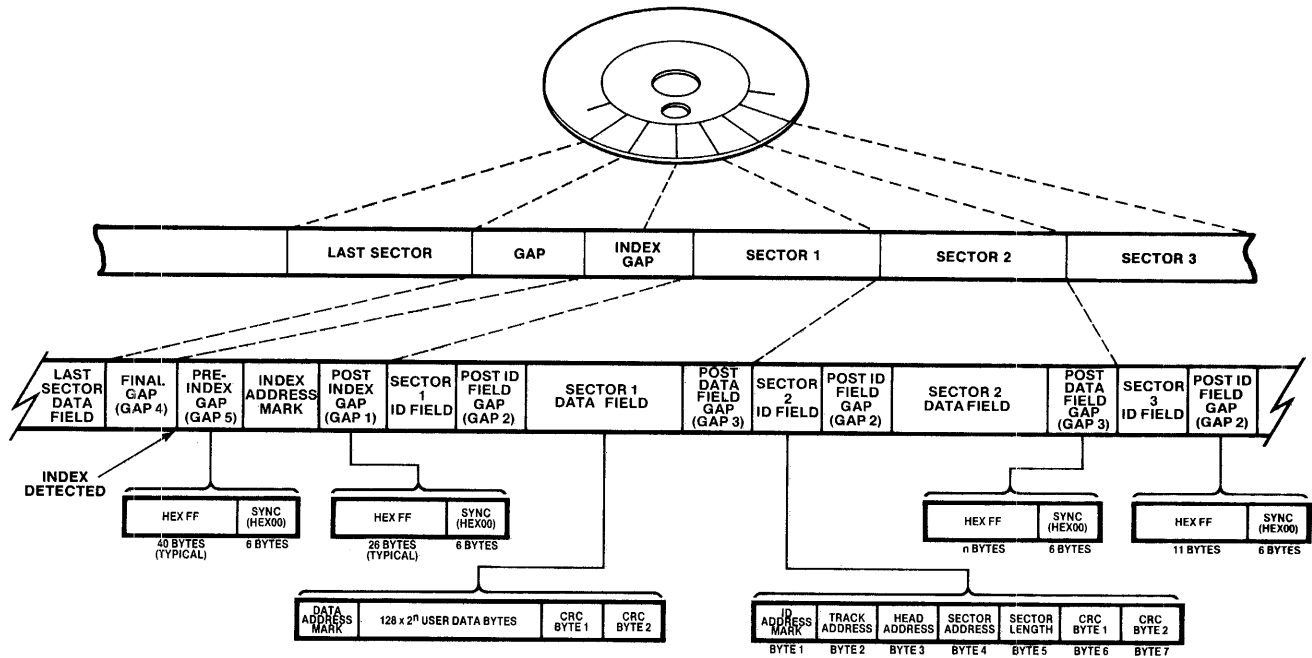 LAST SECTOR
GAP
INDEX
GAP
SECTOR 1
SECTOR 2
SECTOR 3
LAST
SECTOR
DATA
FIELD
FINAL
GAP
(GAP 4)
PRE-
INDEX
GAP
(GAP 5)
INDEX
ADDRESS
MARK
POST
INDEX
GAP
(GAP 1)
SECTOR
1
ID FIELD
POST ID
FIELD
GAP
(GAP 2)
SECTOR 1
DATA FIELD
POST
DATA
FIELD
GAP
(GAP 3)
SECTOR
2
ID FIELD
POST ID
FIELD
GAP
(GAP 2)
SECTOR 2
DATA FIELD
POST
DATA
FIELD
GAP
(GAP 3)
SECTOR
3
ID FIELD
POST ID
FIELD
GAP
(GAP 2)
INDEX
DETECTED
HEX FF
SYNC
(HEX00)
40 BYTES
(TYPICAL)
6 BYTES
HEX FF
SYNC
(HEX00)
26 BYTES
(TYPICAL)
6 BYTES
HEX FF
SYNC
(HEX00)
n BYTES
6 BYTES
HEX FF
SYNC
(HEX00)
11 BYTES
6 BYTES
DATA
ADDRESS
MARK
128 x 2ⁿ USER DATA BYTES
CRC
BYTE 1
CRC
BYTE 2
ID
ADDRESS
MARK
TRACK
ADDRESS
HEAD
ADDRESS
SECTOR
ADDRESS
SECTOR
LENGTH
CRC
BYTE 1
CRC
BYTE 2
BYTE 1
BYTE 2
BYTE 3
BYTE 4
BYTE 5
BYTE 6
BYTE 7